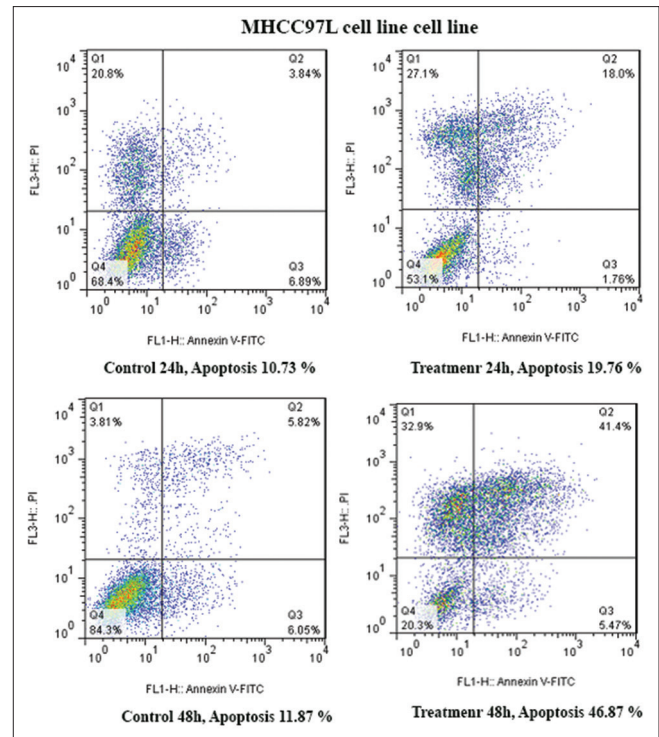 MHCC97L cell line cell line
10⁴
10³
10²
10¹
10⁰
FL3-H:: .PI
Q1
20.8%
Q2
3.84%
Q4
68.4%
Q3
6.89%
10⁰ 10¹ 10² 10³ 10⁴
FL1-H:: Annexin V-FITC
Control 24h, Apoptosis 10.73 %
10⁴
10³
10²
10¹
10⁰
FL3-H:: .PI
Q1
27.1%
Q2
18.0%
Q4
53.1%
Q3
1.76%
10⁰ 10¹ 10² 10³ 10⁴
FL1-H:: Annexin V-FITC
Treatmenr 24h, Apoptosis 19.76 %
10⁴
10³
10²
10¹
10⁰
FL3-H:: .PI
Q1
3.81%
Q2
5.82%
Q4
84.3%
Q3
6.05%
10⁰ 10¹ 10² 10³ 10⁴
FL1-H:: Annexin V-FITC
Control 48h, Apoptosis 11.87 %
10⁴
10³
10²
10¹
10⁰
FL3-H:: .PI
Q1
32.9%
Q2
41.4%
Q4
20.3%
Q3
5.47%
10⁰ 10¹ 10² 10³ 10⁴
FL1-H:: Annexin V-FITC
Treatmenr 48h, Apoptosis 46.87 %